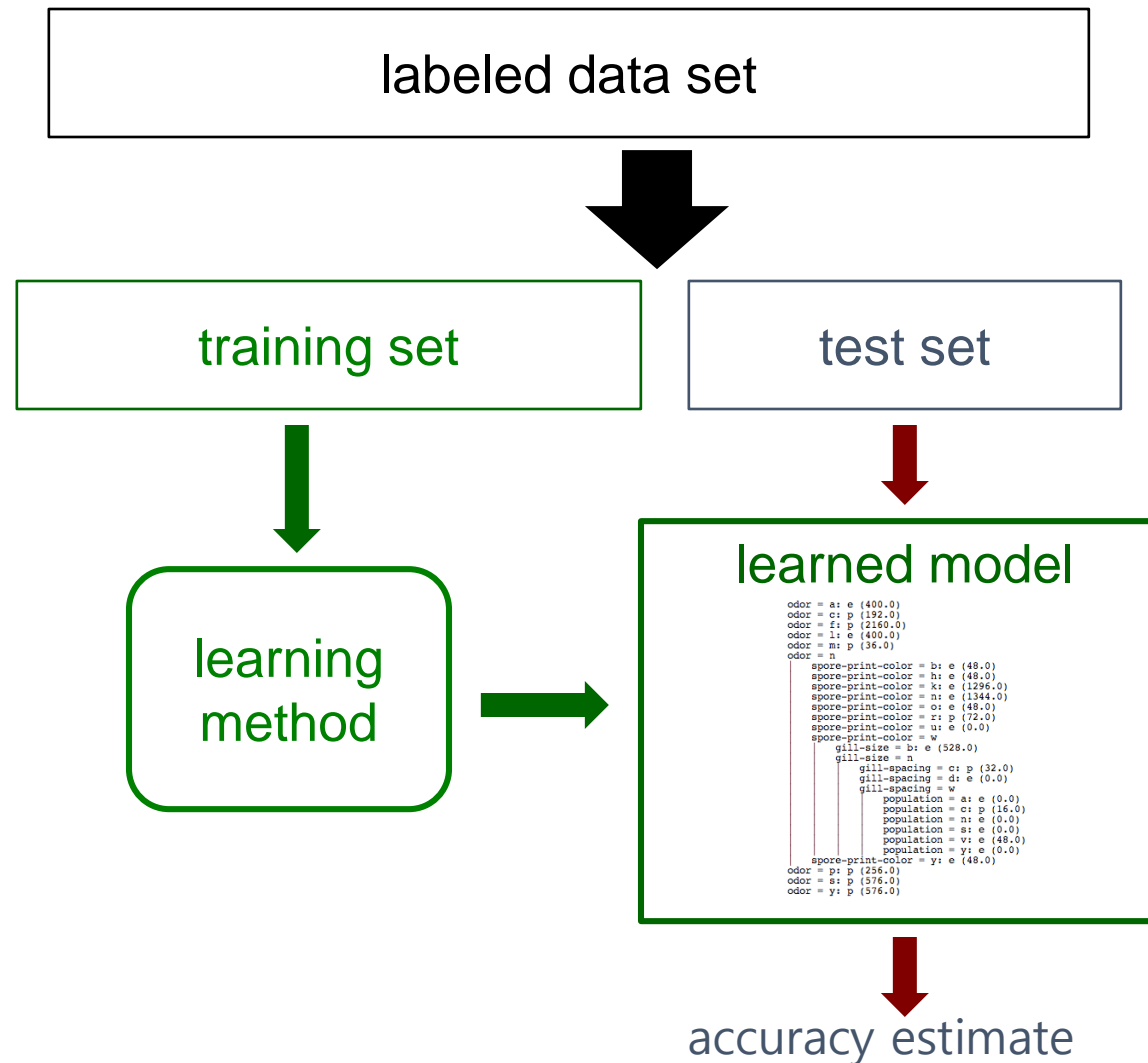 labeled data set
training set
test set
learning
method
learned model
odor = a: e (400.0)
odor = c: p (192.0)
odor = f: p (2160.0)
odor = l: e (400.0)
odor = m: p (36.0)
odor = n
|   spore-print-color = b: e (48.0)
|   spore-print-color = h: e (48.0)
|   spore-print-color = k: e (1296.0)
|   spore-print-color = n: e (1344.0)
|   spore-print-color = o: e (48.0)
|   spore-print-color = r: p (72.0)
|   spore-print-color = u: e (0.0)
|   spore-print-color = w
|   |   gill-size = b: e (528.0)
|   |   gill-size = n
|   |   |   gill-spacing = c: p (32.0)
|   |   |   gill-spacing = d: e (0.0)
|   |   |   gill-spacing = w
|   |   |   |   population = a: e (0.0)
|   |   |   |   population = c: p (16.0)
|   |   |   |   population = n: e (0.0)
|   |   |   |   population = s: e (0.0)
|   |   |   |   population = v: e (48.0)
|   |   |   |   population = y: e (0.0)
|   spore-print-color = y: e (48.0)
odor = p: p (256.0)
odor = s: p (576.0)
odor = y: p (576.0)
accuracy estimate